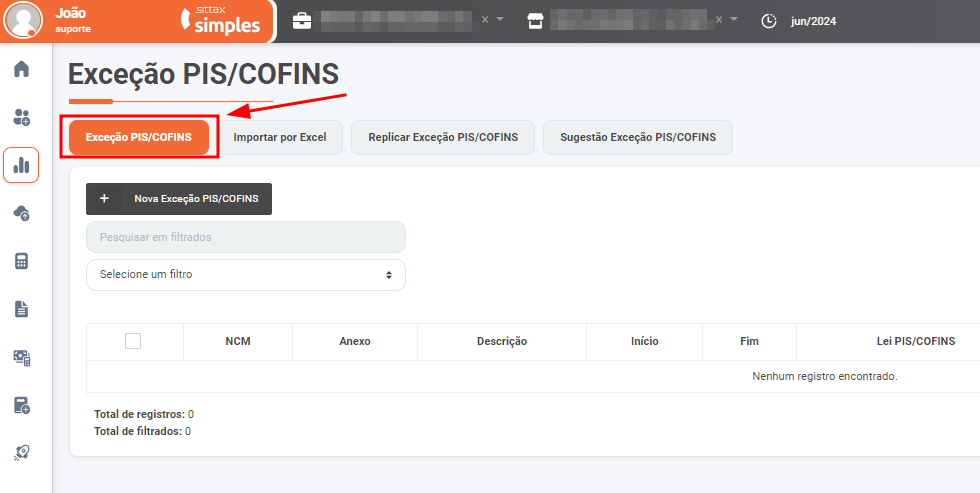 João
suporte
sittax
simples
jun/2024
Exceção PIS/COFINS
Exceção PIS/COFINS
Importar por Excel
Replicar Exceção PIS/COFINS
Sugestão Exceção PIS/COFINS
+ Nova Exceção PIS/COFINS
Pesquisar em filtrados
Selecione um filtro
NCM Anexo Descrição Início Fim Lei PIS/COFINS
Nenhum registro encontrado.
Total de registros: 0
Total de filtrados: 0